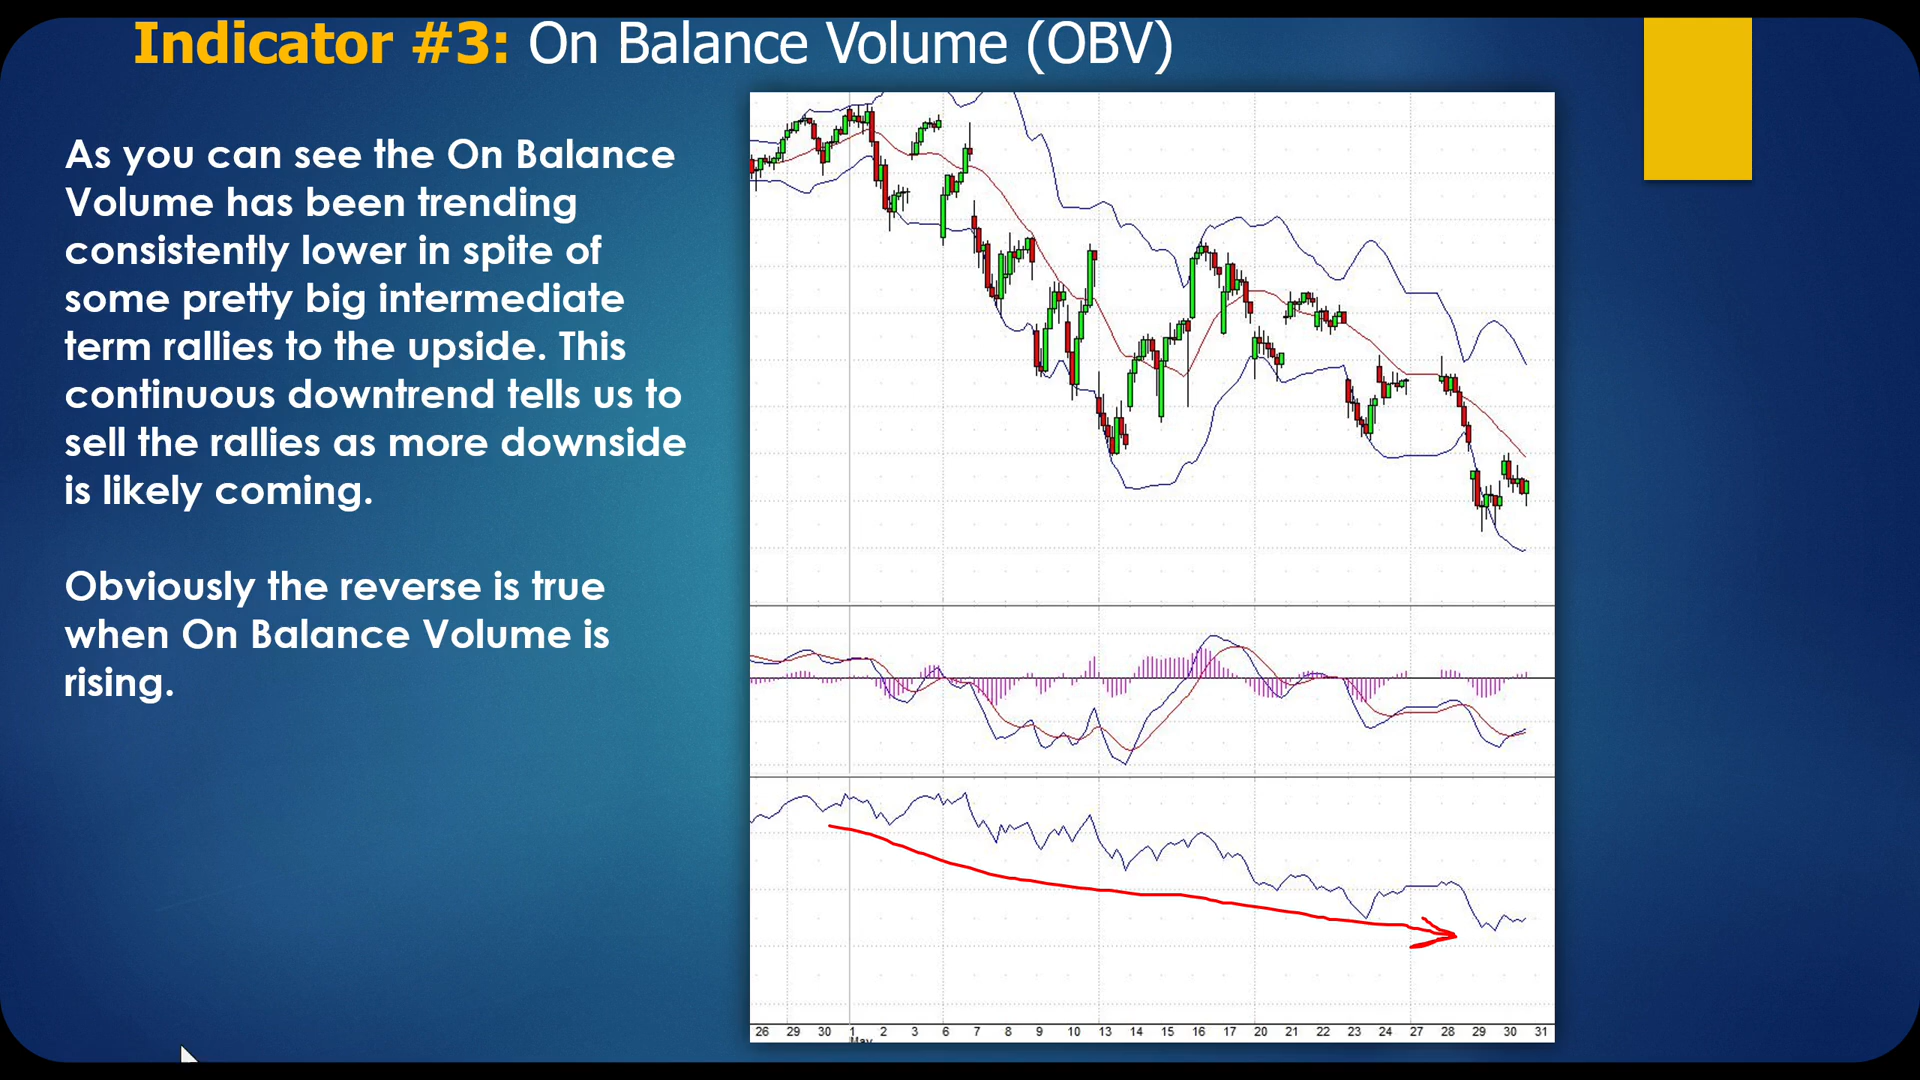 Indicator #3: On Balance Volume (OBV)
As you can see the On Balance
Volume has been trending
consistently lower in spite of
some pretty big intermediate
term rallies to the upside. This
continuous downtrend tells us to
sell the rallies as more downside
is likely coming.
Obviously the reverse is true
when On Balance Volume is
rising.
26 29 30 1 2 3 6 7 8 9 10 13 14 15 16 17 20 21 22 23 24 27 28 29 30 31
May